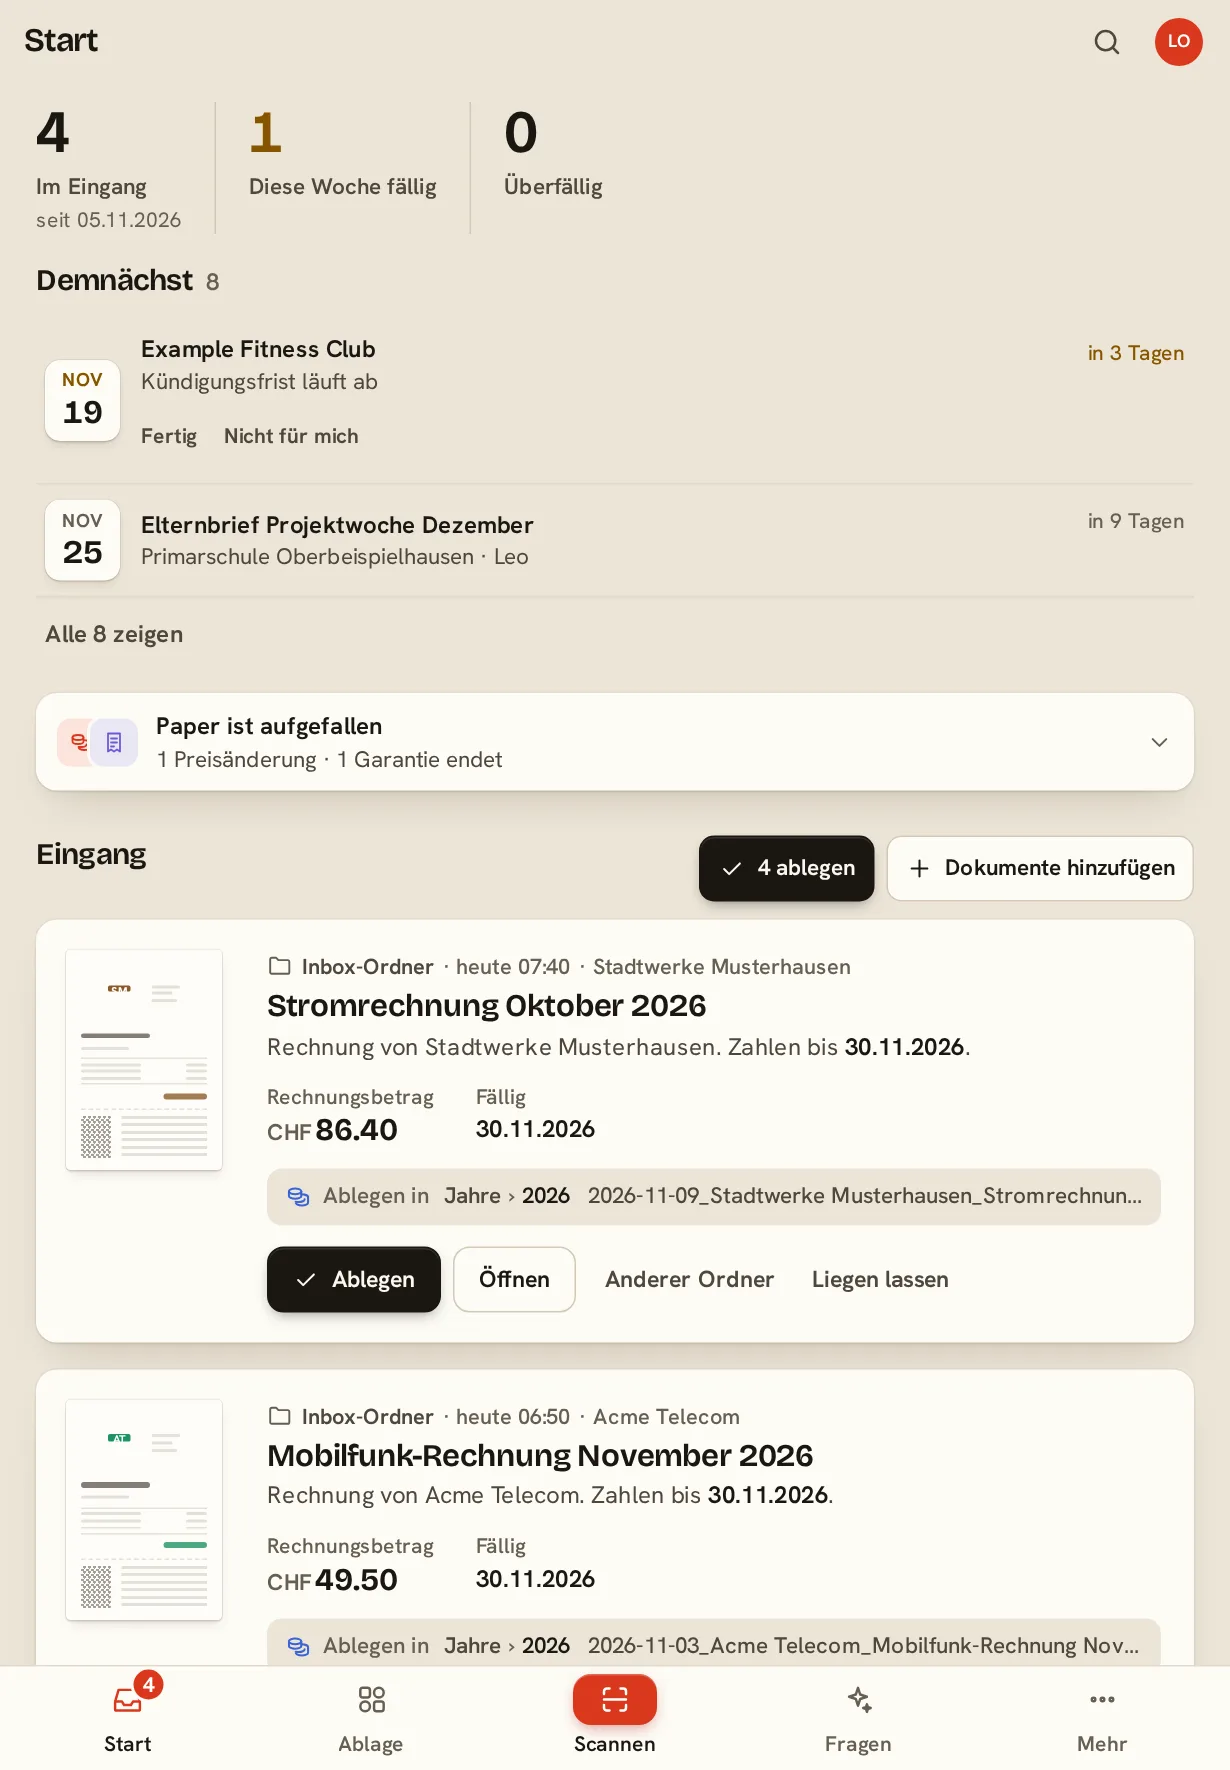 Start
LO
4
Im Eingang
seit 05.11.2026
1
Diese Woche fällig
0
Überfällig
Demnächst 8
NOV
19
Example Fitness Club
Kündigungsfrist läuft ab
in 3 Tagen
Fertig Nicht für mich
NOV
25
Elternbrief Projektwoche Dezember
Primarschule Oberbeispielhausen · Leo
in 9 Tagen
Alle 8 zeigen
Paper ist aufgefallen
1 Preisänderung · 1 Garantie endet
Eingang
4 ablegen
Dokumente hinzufügen
SM
Inbox-Ordner · heute 07:40 · Stadtwerke Musterhausen
Stromrechnung Oktober 2026
Rechnung von Stadtwerke Musterhausen. Zahlen bis 30.11.2026.
Rechnungsbetrag Fällig
CHF 86.40 30.11.2026
Ablegen in Jahre › 2026 2026-11-09_Stadtwerke Musterhausen_Stromrechnun...
Ablegen Öffnen Anderer Ordner Liegen lassen
AT
Inbox-Ordner · heute 06:50 · Acme Telecom
Mobilfunk-Rechnung November 2026
Rechnung von Acme Telecom. Zahlen bis 30.11.2026.
Rechnungsbetrag Fällig
CHF 49.50 30.11.2026
Ablegen in Jahre › 2026 2026-11-03_Acme Telecom_Mobilfunk-Rechnung Nov...
4
Start Ablage Scannen Fragen Mehr